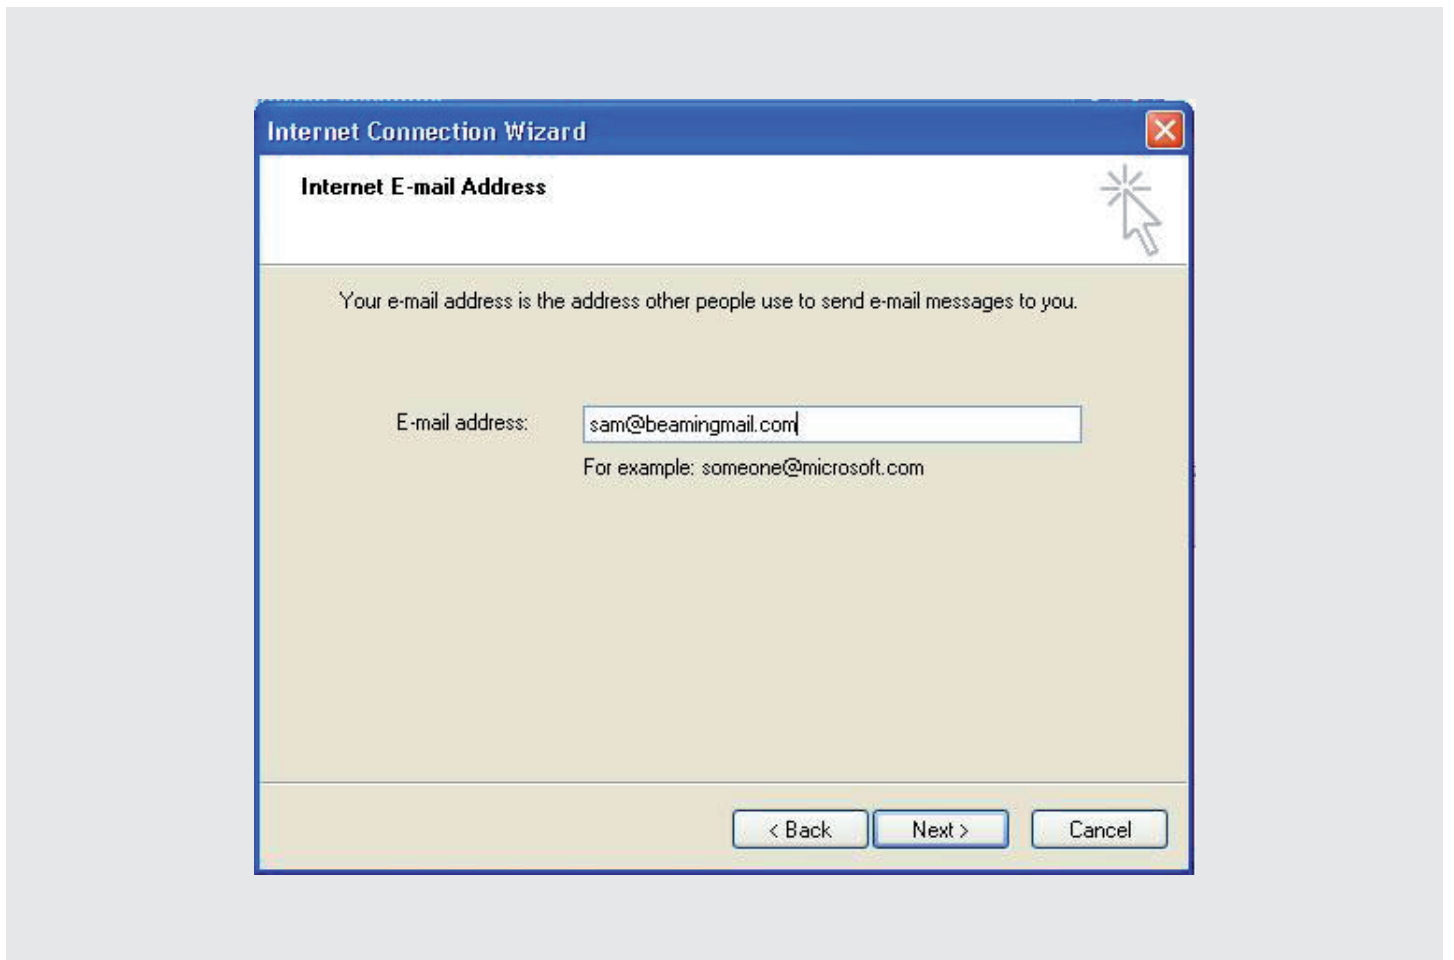 Internet Connection Wizard
Internet E-mail Address
Your e-mail address is the address other people use to send e-mail messages to you.
E-mail address: sam@beamingmail.com
For example: someone@microsoft.com
< Back Next > Cancel